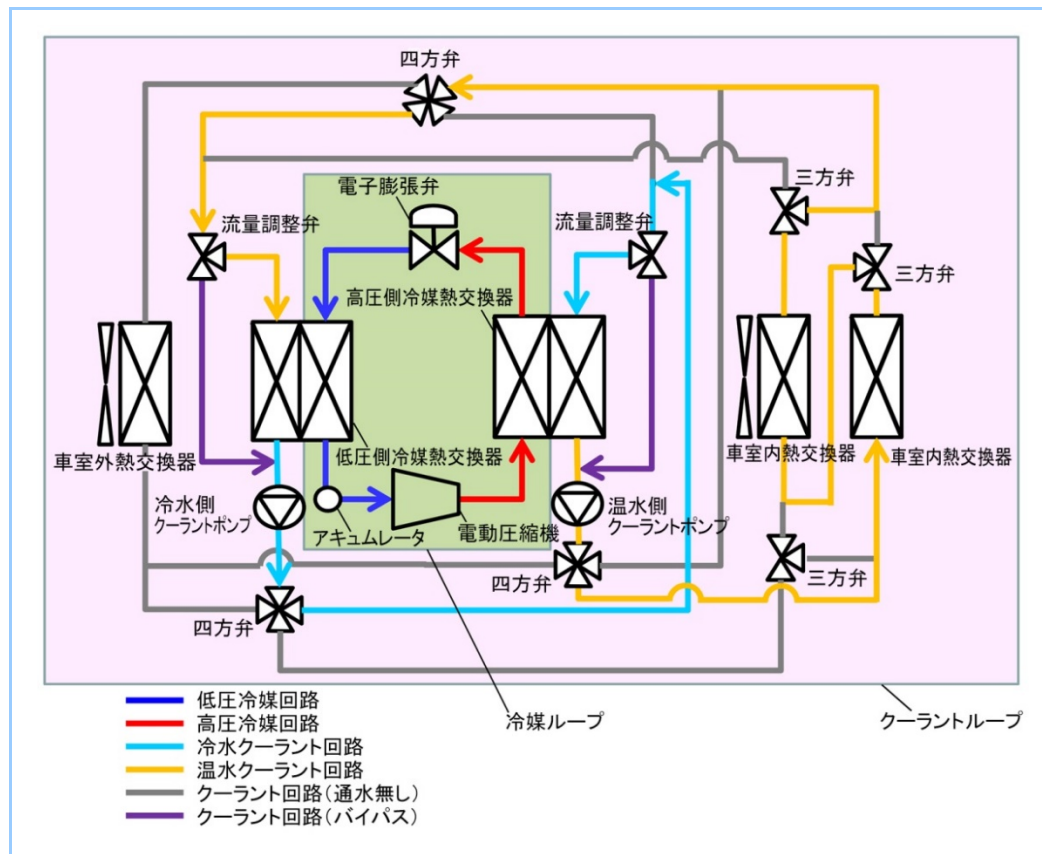 四方弁
電子膨張弁
三方弁
流量調整弁
流量調整弁
三方弁
高圧側冷媒熱交換器
車室外熱交換器
低圧側冷媒熱交換器
車室内熱交換器
車室内熱交換器
冷水側
クーラントポンプ
温水側
クーラントポンプ
アキュムレータ
電動圧縮機
四方弁
三方弁
四方弁
低圧冷媒回路
高圧冷媒回路
冷水クーラント回路
温水クーラント回路
クーラント回路(通水無し)
クーラント回路(バイパス)
冷媒ループ
クーラントループ